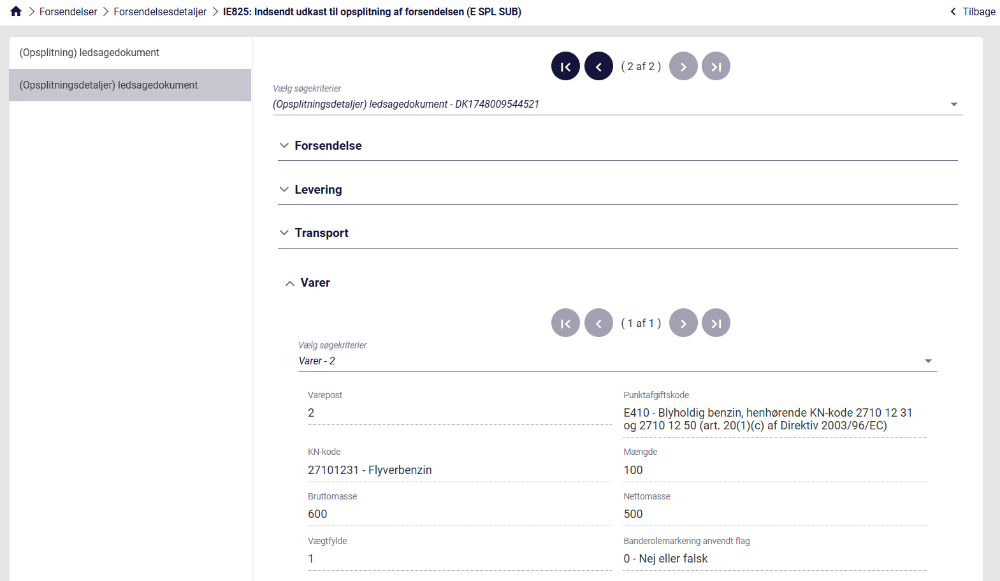 Forsendelser
Forsendelsesdetaljer
IE825: Indsendt udkast til opsplitning af forsendelsen (E SPL SUB)
Tilbage
(Opsplitning) ledsagedokument
(Opsplitningsdetaljer) ledsagedokument
( 2 af 2 )
Vælg søgekriterier
(Opsplitningsdetaljer) ledsagedokument - DK1748009544521
Forsendelse
Levering
Transport
Varer
( 1 af 1 )
Vælg søgekriterier
Varer - 2
Varepost
2
Punktafgiftskode
E410 - Blyholdig benzin, henhørende KN-kode 2710 12 31
og 2710 12 50 (art. 20(1)(c) af Direktiv 2003/96/EC)
KN-kode
27101231 - Flyverbenzin
Mængde
100
Bruttomasse
600
Nettomasse
500
Vægtfylde
1
Banderolemarkering anvendt flag
0 - Nej eller falsk